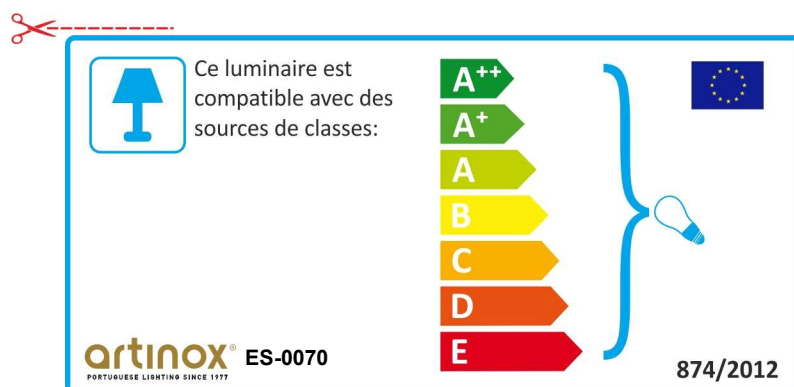 Ce luminaire est
compatible avec des
sources de classes:
A++
A+
A
B
C
D
E
artinox® ES-0070
PORTUGUESE LIGHTING SINCE 1977
874/2012